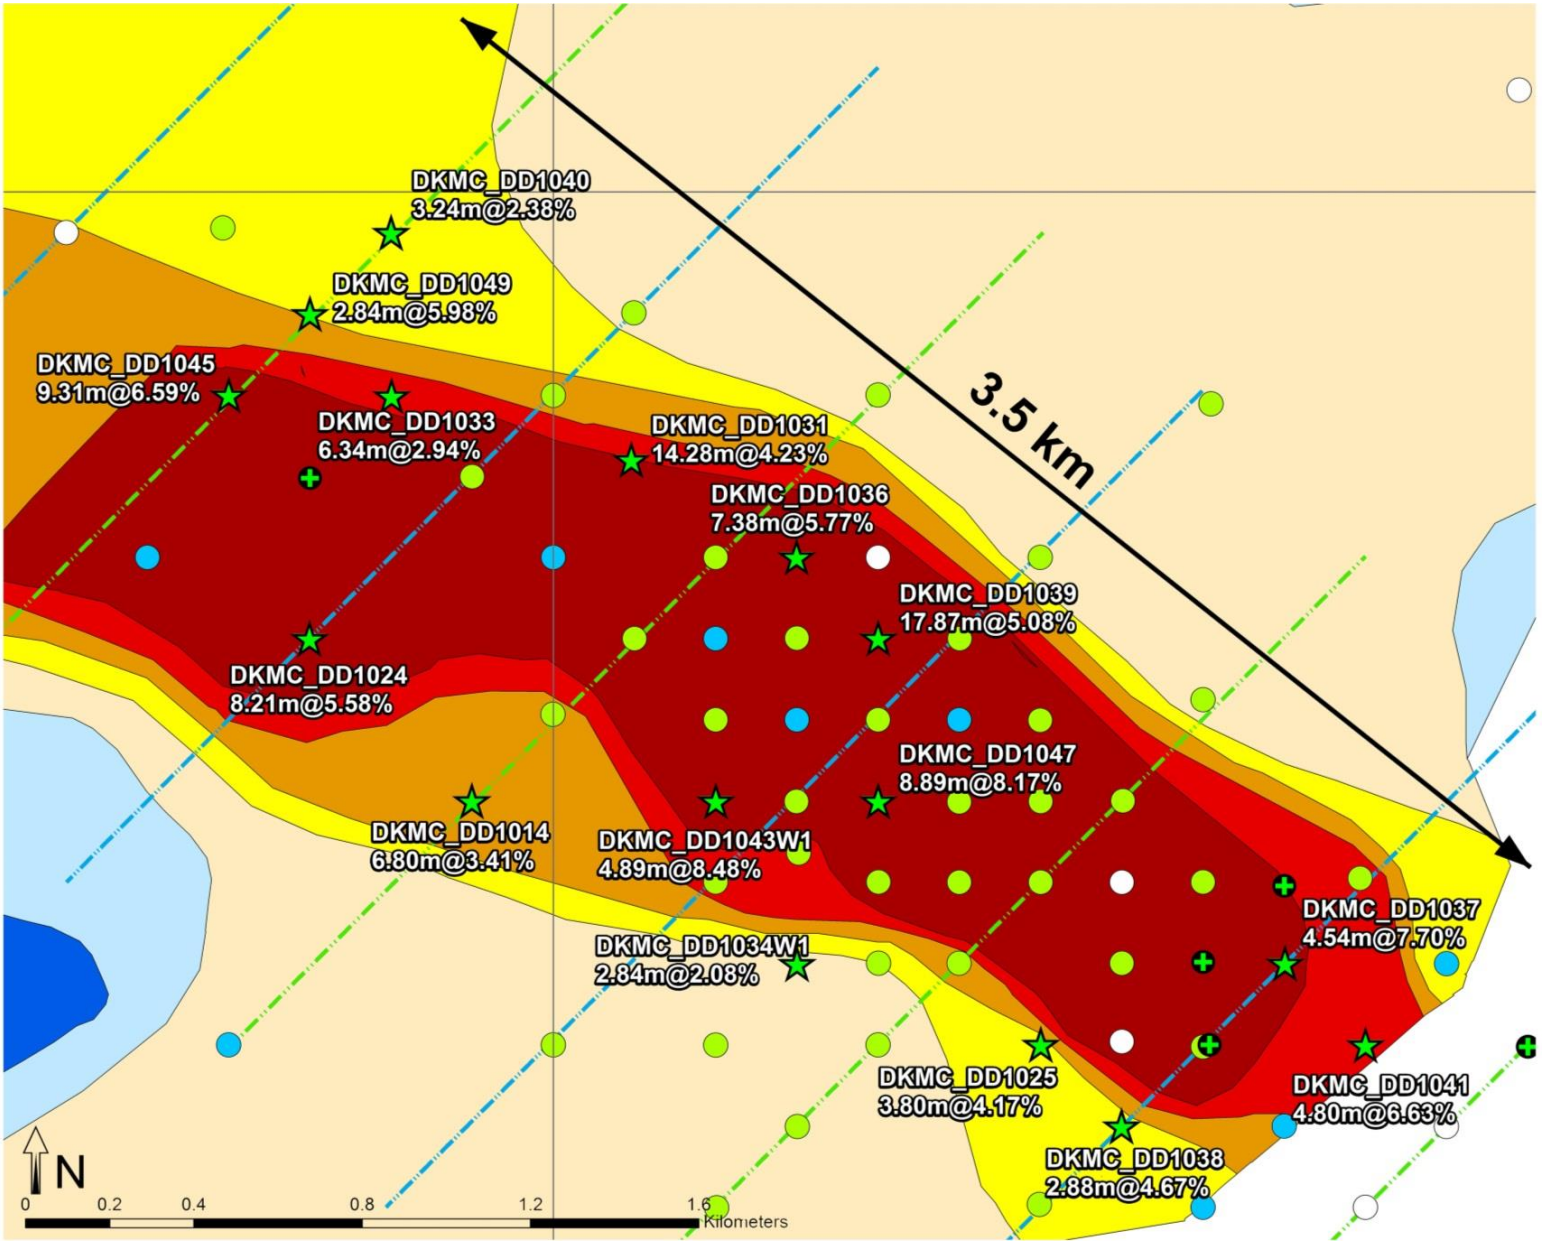 DKMC_DD1040
3.24m@2.38%
DKMC_DD1049
2.84m@5.98%
DKMC_DD1045
9.31m@6.59%
DKMC_DD1033
6.34m@2.94%
DKMC_DD1031
14.28m@4.23%
3.5 km
DKMC_DD1036
7.38m@5.77%
DKMC_DD1039
17.87m@5.08%
DKMC_DD1024
8.21m@5.58%
DKMC_DD1047
8.89m@8.17%
DKMC_DD1014
6.80m@3.41%
DKMC_DD1043W1
4.89m@8.48%
DKMC_DD1037
4.54m@7.70%
DKMC_DD1034W1
2.84m@2.08%
DKMC_DD1025
3.80m@4.17%
DKMC_DD1041
4.80m@6.63%
DKMC_DD1038
2.88m@4.67%
N
0 0.2 0.4 0.8 1.2 1.6
Kilometers